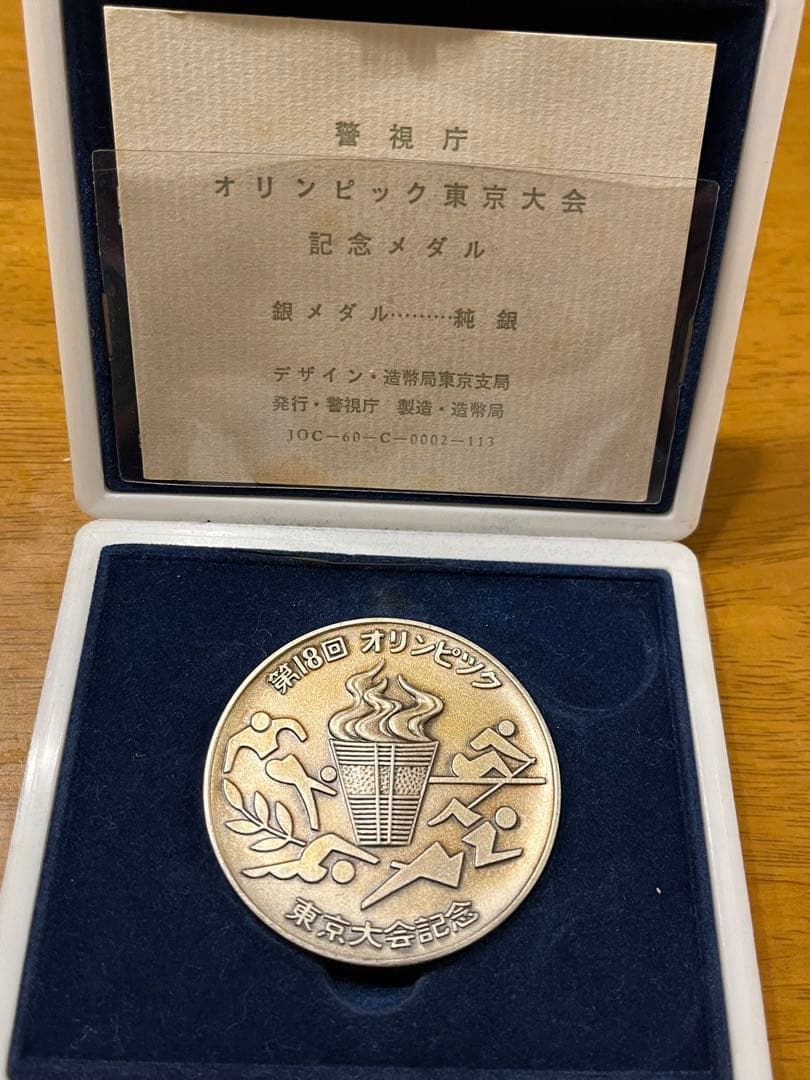 警視庁
オリンピック東京大会
記念メダル
銀メダル………純銀
デザイン・造幣局東京支局
発行・警視庁 製造・造幣局
JOC—60—C—0002—113
第18回 オリンピック
東京大会記念